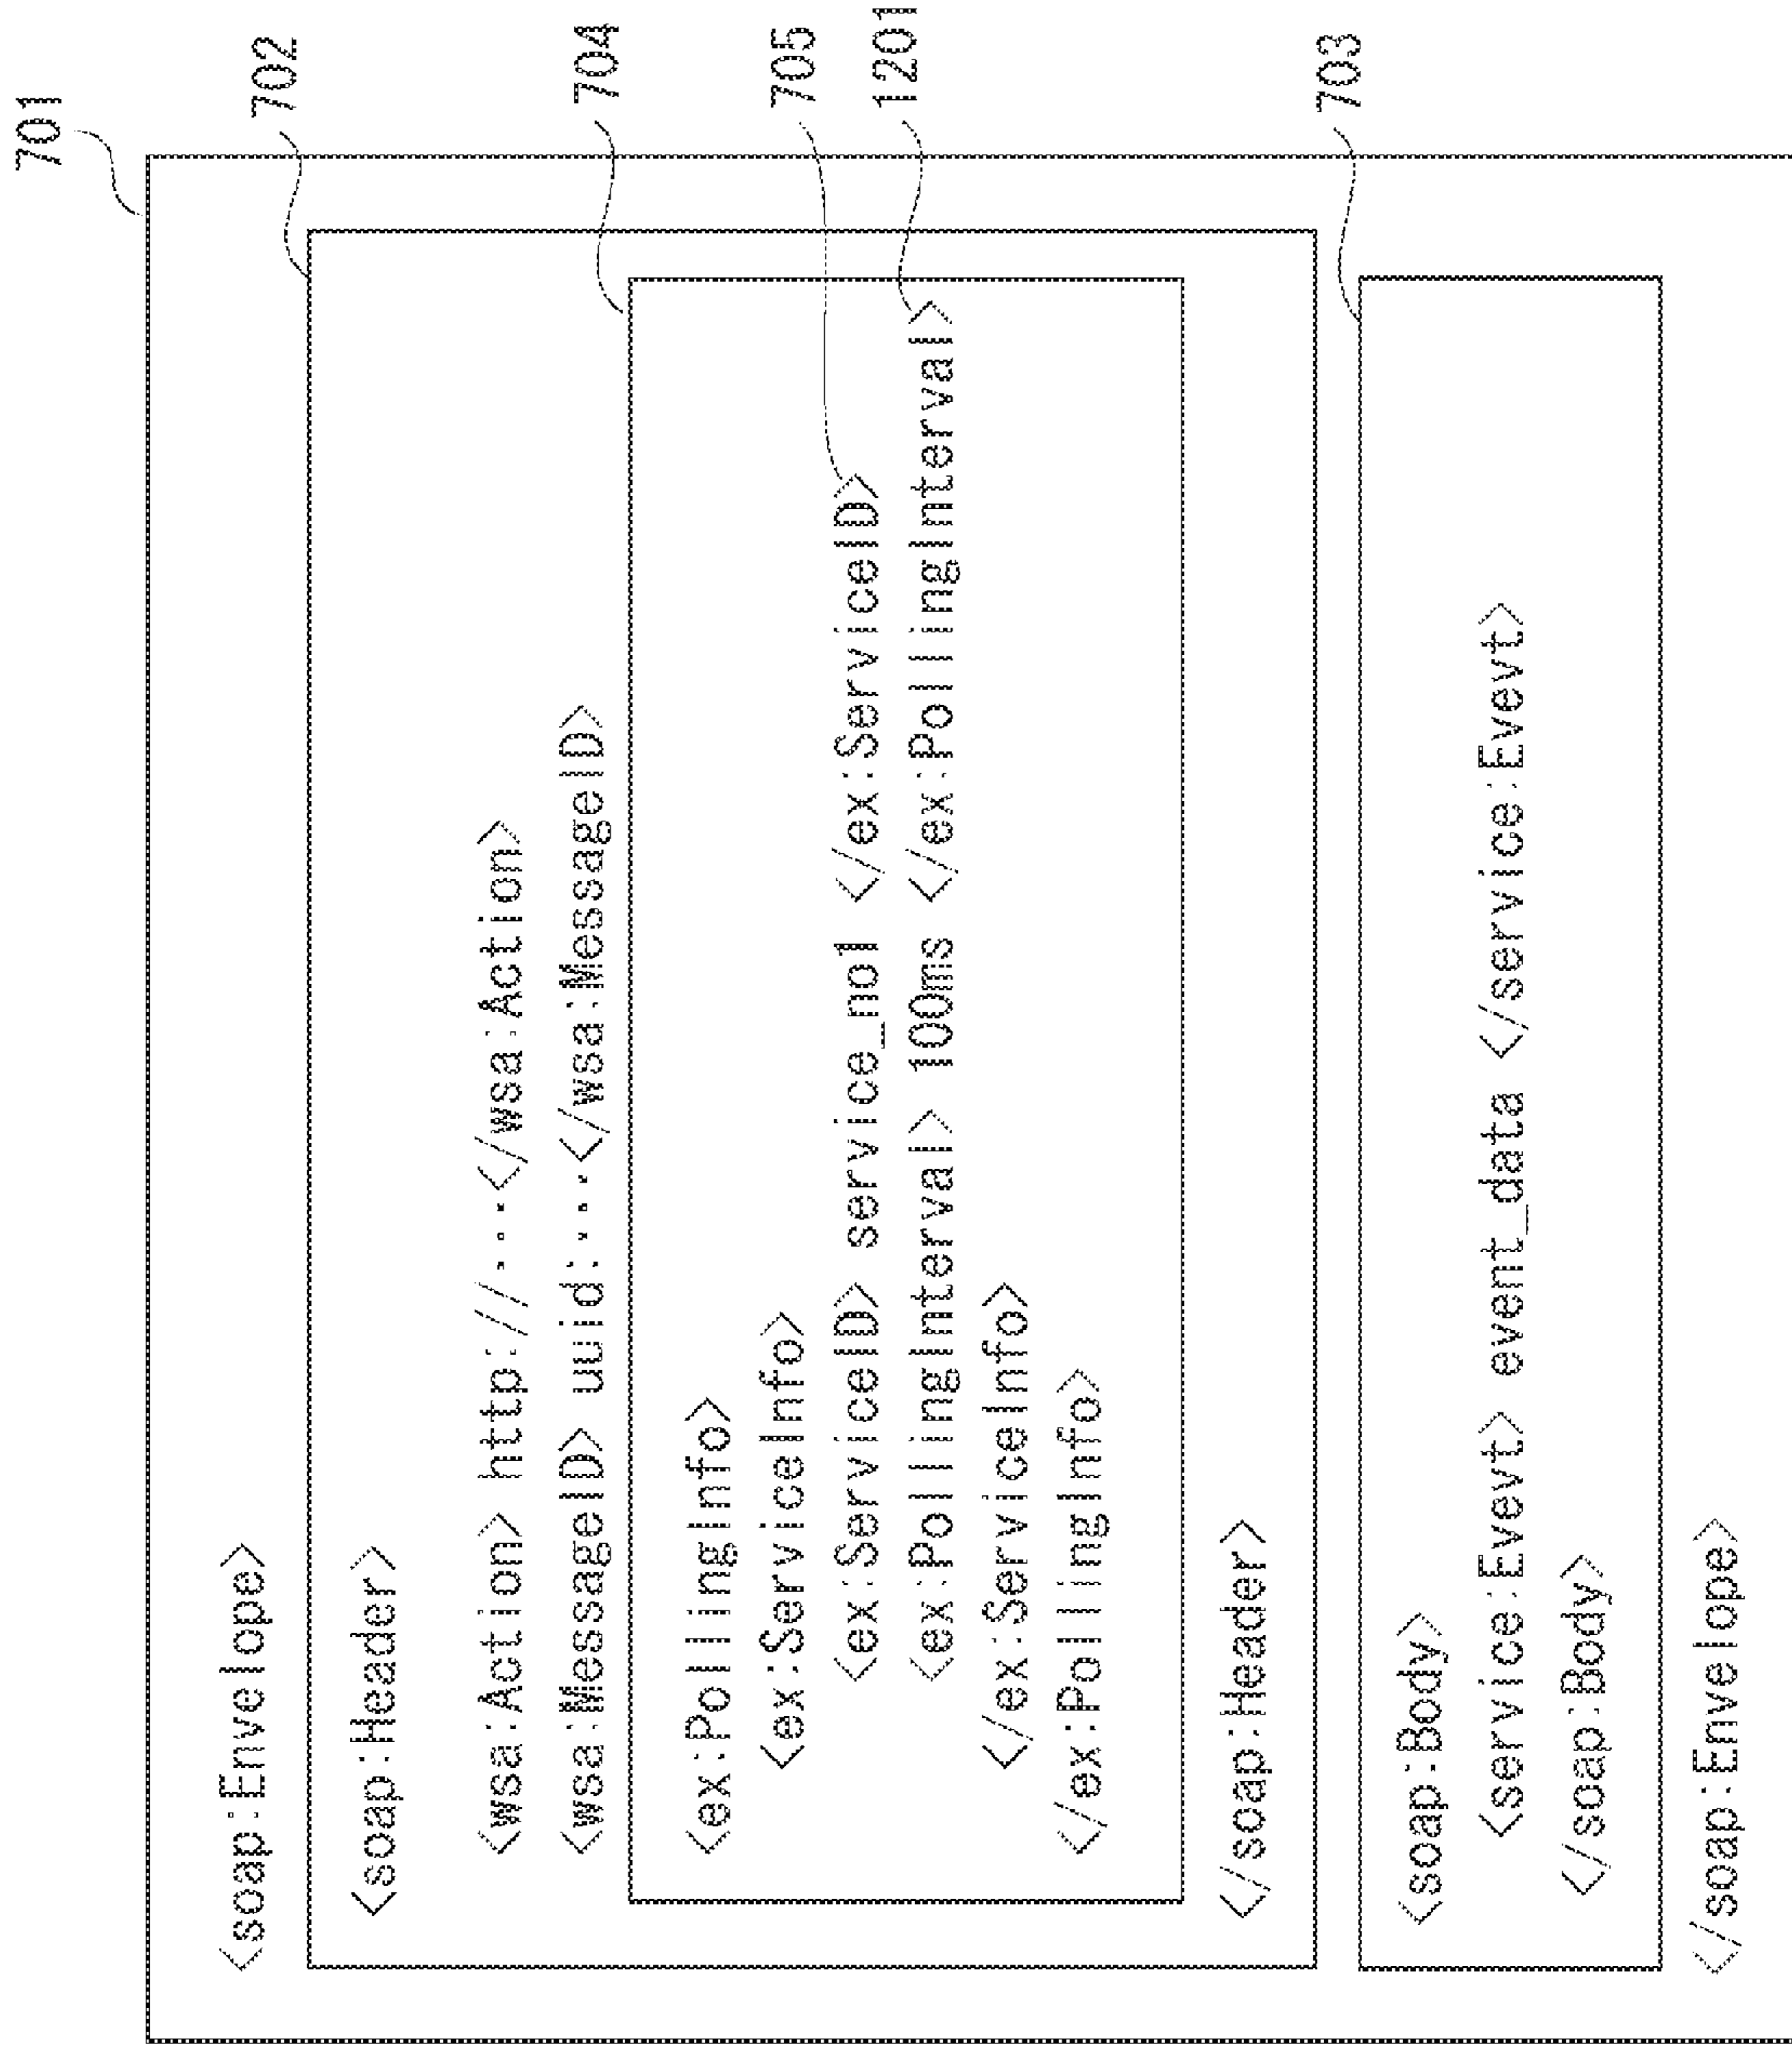 701
<soap:Envelope>
702
<soap:Header>
<wsa:Action> http://...</wsa:Action>
<wsa:MessageID> uuid:...</wsa:MessageID>
704
<ex:PollingInfo>
<ex:ServiceInfo>
<ex:ServiceID> service_no1 </ex:ServiceID>
705
<ex:PollingInterval> 100ms </ex:PollingInterval>
1201
</ex:ServiceInfo>
</ex:PollingInfo>
</soap:Header>
703
<soap:Body>
<service:Evevt> event_data </service:Evevt>
</soap:Body>
</soap:Envelope>